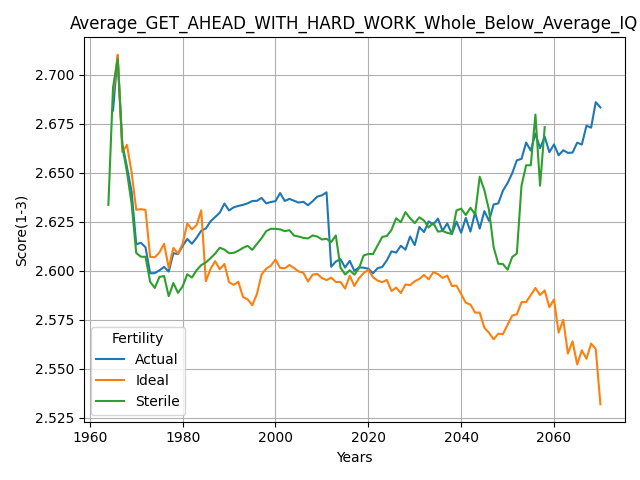 Average_GET_AHEAD_WITH_HARD_WORK_Whole_Below_Average_IQ
Score(1-3)
2.700
2.675
2.650
2.625
2.600
2.575
2.550
2.525
Fertility
Actual
Ideal
Sterile
1960 1980 2000 2020 2040 2060
Years